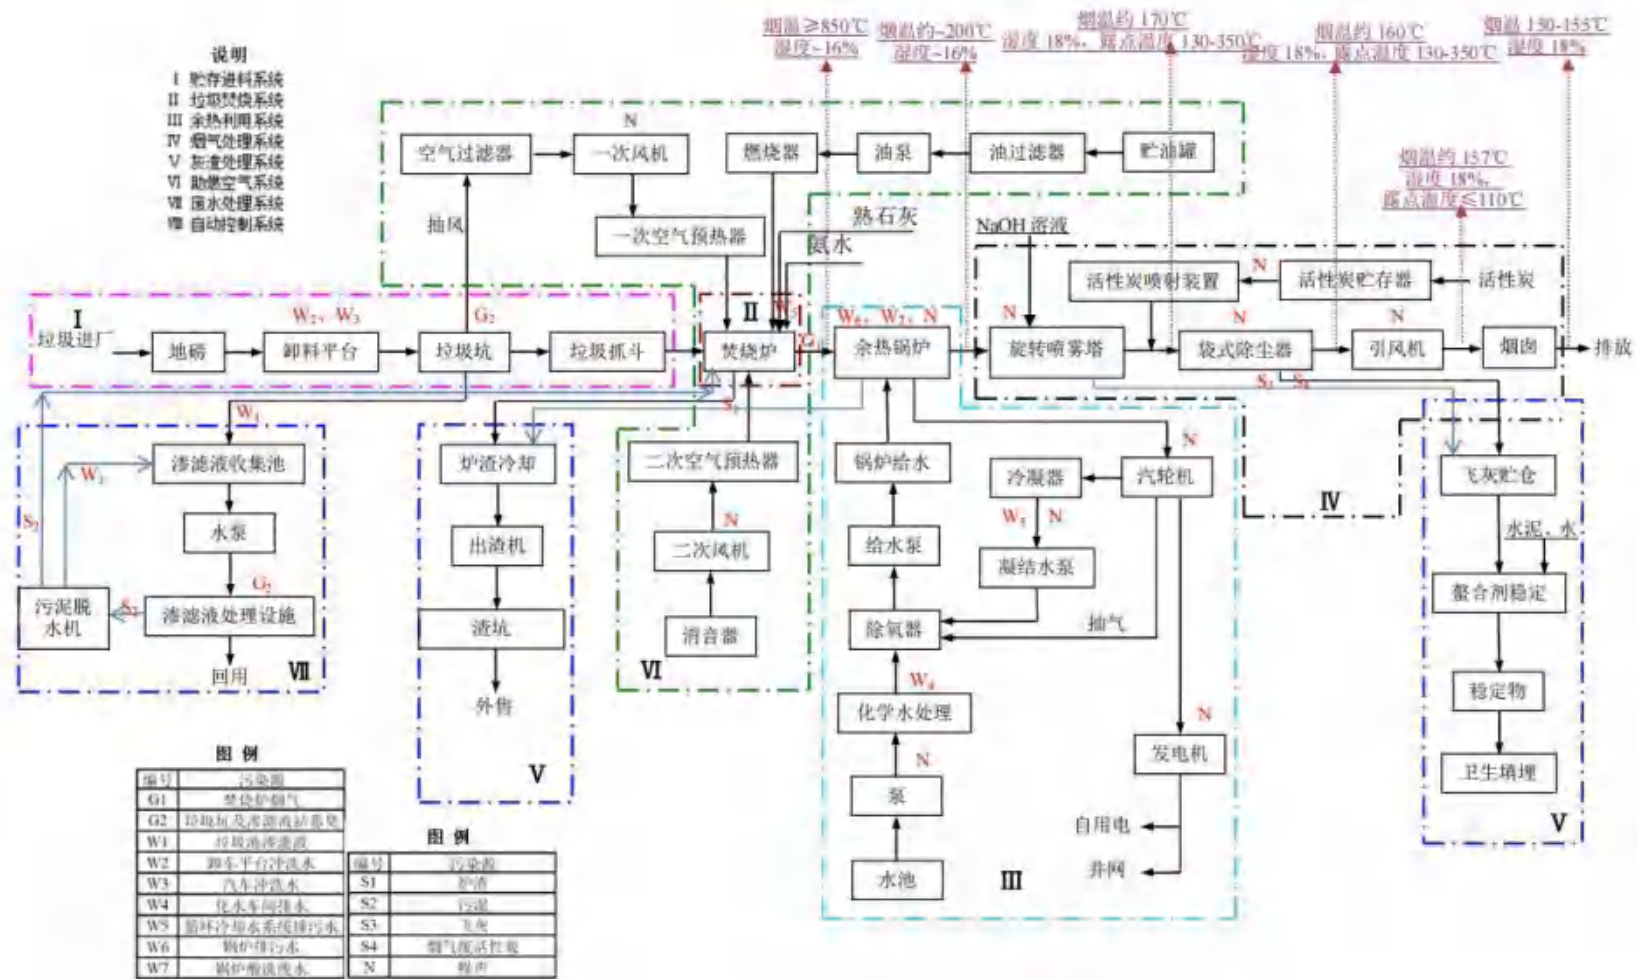 烟温≥850℃
湿度~16%
烟温约~200℃
湿度~16%
烟温约 170℃
湿度 18%，露点温度 130-350℃
烟温约 160℃
湿度 18%，露点温度 130-350℃
烟温 130-155℃
湿度 18%
烟温约 157℃
湿度 18%，
露点温度≤110℃
说明
Ⅰ 贮存进料系统
Ⅱ 垃圾焚烧系统
Ⅲ 余热利用系统
Ⅳ 烟气处理系统
Ⅴ 灰渣处理系统
Ⅵ 助燃空气系统
Ⅶ 废水处理系统
Ⅷ 自动控制系统
空气过滤器
N
一次风机
燃烧器
油泵
油过滤器
贮油罐
抽风
一次空气预热器
熟石灰
氨水
NaOH 溶液
活性炭喷射装置
N
活性炭贮存器
活性炭
Ⅰ
垃圾进厂
地磅
W2、W3
卸料平台
G2
垃圾坑
垃圾抓斗
Ⅱ
焚烧炉
W6、W7、N
余热锅炉
N
旋转喷雾塔
N
袋式除尘器
N
引风机
烟囱
排放
W1
S1
S3
S4
渗滤液收集池
水泵
G2
渗滤液处理设施
S2
污泥脱
水机
S2
回用
Ⅶ
炉渣冷却
出渣机
渣坑
外售
Ⅴ
二次空气预热器
N
二次风机
消音器
Ⅵ
锅炉给水
给水泵
除氧器
W4
化学水处理
N
泵
水池
冷凝器
W5
N
凝结水泵
N
汽轮机
抽气
N
发电机
自用电
并网
Ⅲ
Ⅳ
飞灰贮仓
水泥、水
螯合剂稳定
稳定物
卫生填埋
Ⅴ
图 例
编号 污染源
G1 焚烧炉烟气
G2 垃圾坑及渗滤液站恶臭
W1 垃圾池渗滤液
W2 卸车平台冲洗水
W3 汽车冲洗水
W4 化水车间排水
W5 循环冷却水系统排污水
W6 锅炉排污水
W7 锅炉酸洗废水
图 例
编号 污染源
S1 炉渣
S2 污泥
S3 飞灰
S4 烟气废活性炭
N 噪声